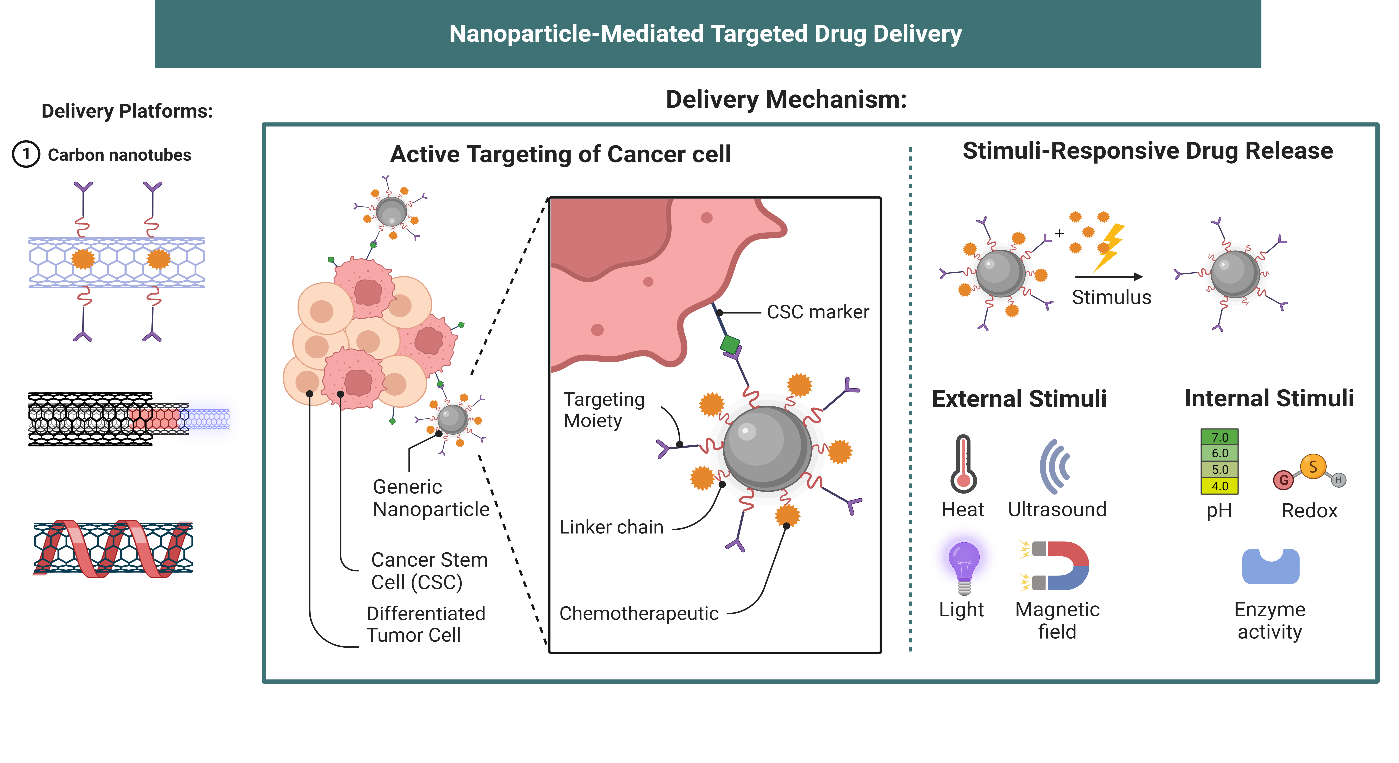 Nanoparticle-Mediated Targeted Drug Delivery
Delivery Platforms:
1 Carbon nanotubes
Delivery Mechanism:
Active Targeting of Cancer cell
Generic
Nanoparticle
Cancer Stem
Cell (CSC)
Differentiated
Tumor Cell
CSC marker
Targeting
Moiety
Linker chain
Chemotherapeutic
Stimuli-Responsive Drug Release
+
Stimulus
External Stimuli
Heat
Ultrasound
Light
Magnetic
field
Internal Stimuli
7.0
6.0
5.0
4.0
pH
G
S
H
Redox
Enzyme
activity